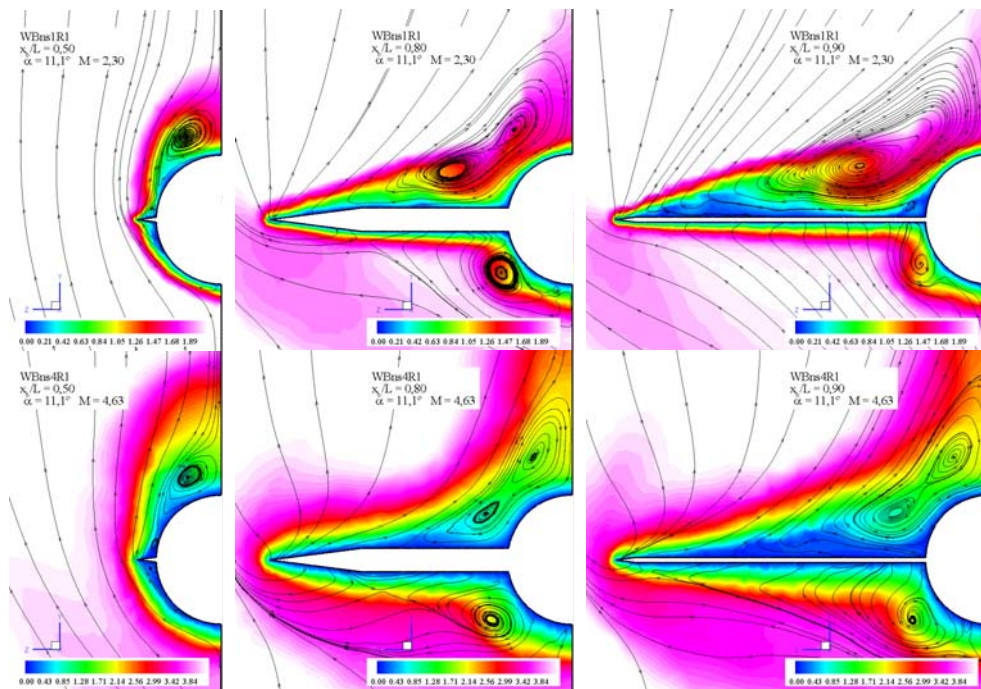 WBns1R1
x/L = 0,50
α = 11,1° M = 2,30
Z Y
0.00 0.21 0.42 0.63 0.84 1.05 1.26 1.47 1.68 1.89
WBns1R1
x/L = 0,80
α = 11,1° M = 2,30
0.00 0.21 0.42 0.63 0.84 1.05 1.26 1.47 1.68 1.89
WBns1R1
x/L = 0,90
α = 11,1° M = 2,30
Z Y
0.00 0.21 0.42 0.63 0.84 1.05 1.26 1.47 1.68 1.89
WBns4R1
x/L = 0,50
α = 11,1° M = 4,63
0.00 0.43 0.85 1.28 1.71 2.14 2.56 2.99 3.42 3.84
WBns4R1
x/L = 0,80
α = 11,1° M = 4,63
0.00 0.43 0.85 1.28 1.71 2.14 2.56 2.99 3.42 3.84
WBns4R1
x/L = 0,90
α = 11,1° M = 4,63
0.00 0.43 0.85 1.28 1.71 2.14 2.56 2.99 3.42 3.84